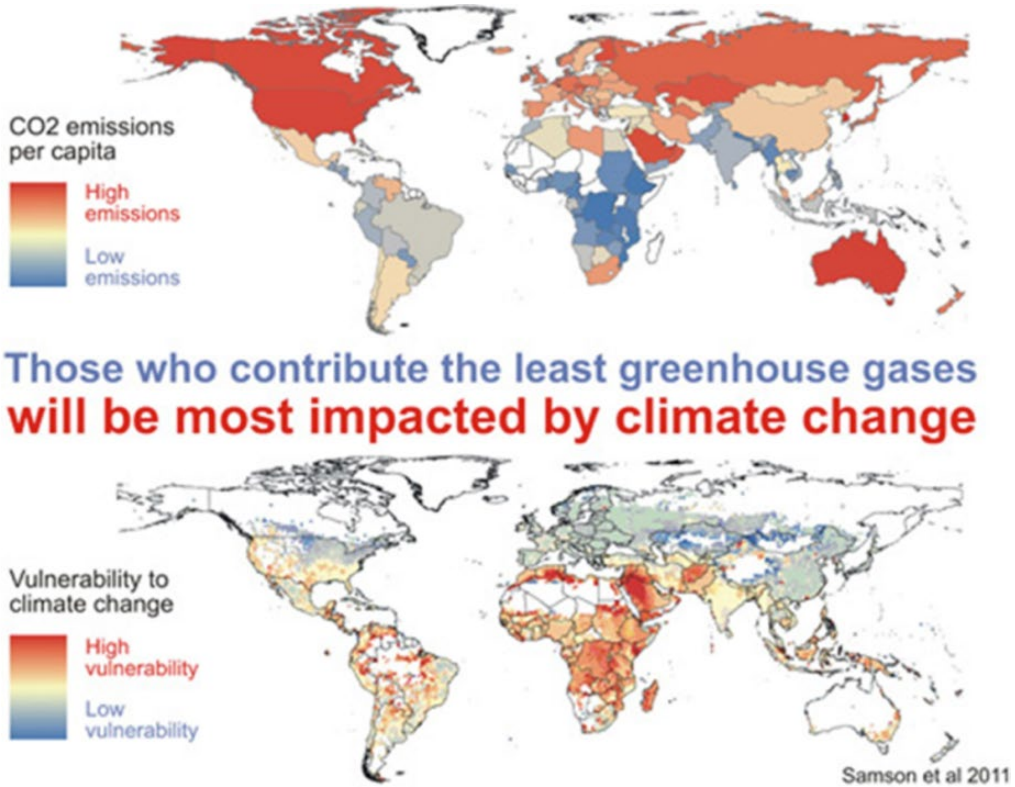 CO2 emissions
per capita
High
emissions
Low
emissions
Those who contribute the least greenhouse gases
will be most impacted by climate change
Vulnerability to
climate change
High
vulnerability
Low
vulnerability
Samson et al 2011